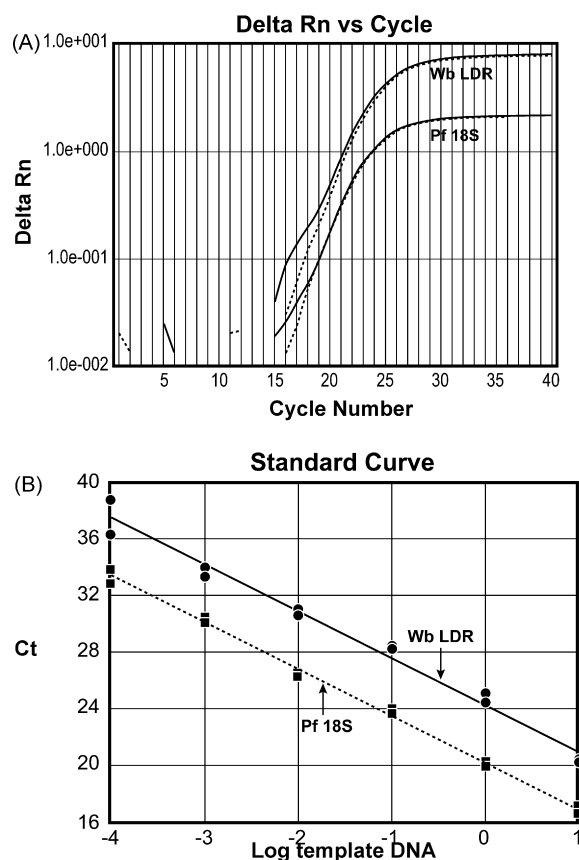 (A)
Delta Rn vs Cycle
1.0e+001
1.0e+000
1.0e-001
1.0e-002
Delta Rn
Wb LDR
Pf 18S
5 10 15 20 25 30 35 40
Cycle Number
(B)
Standard Curve
40
36
32
28
24
20
16
Ct
Wb LDR
Pf 18S
-4 -3 -2 -1 0 1
Log template DNA